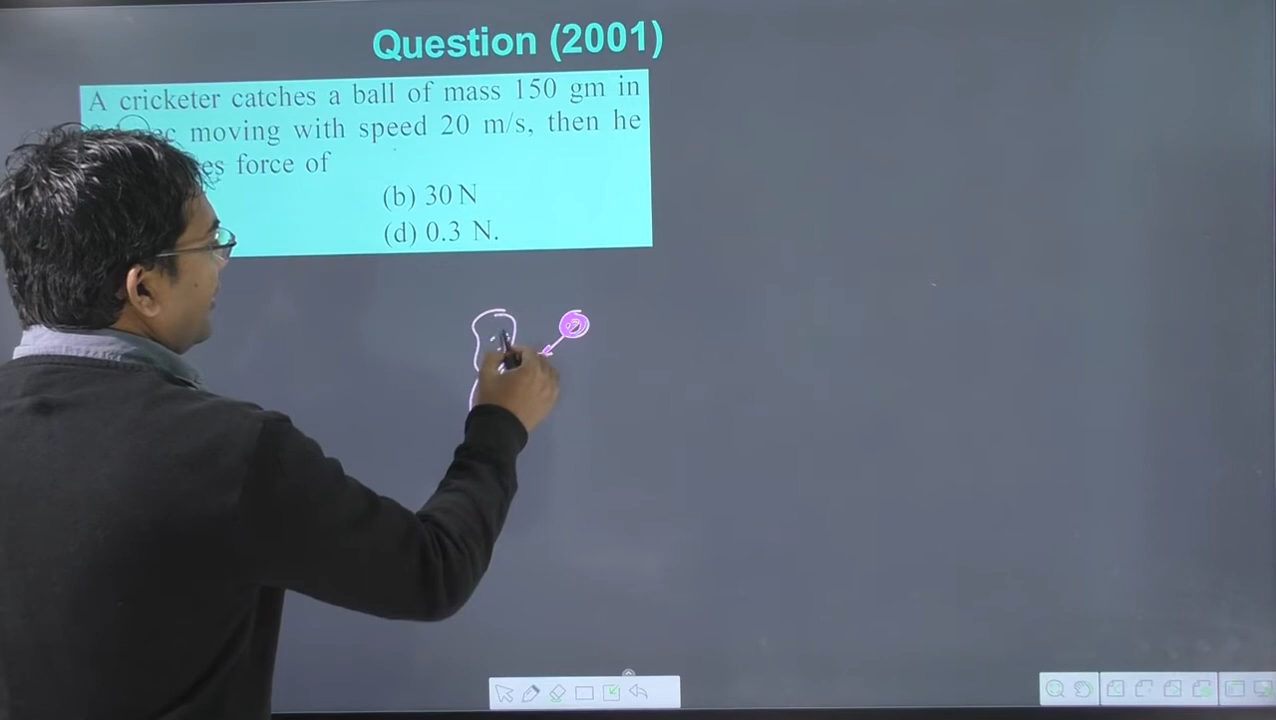 Question (2001)
A cricketer catches a ball of mass 150 gm in
moving with speed 20 m/s, then he
force of
(b) 30 N
(d) 0.3 N.